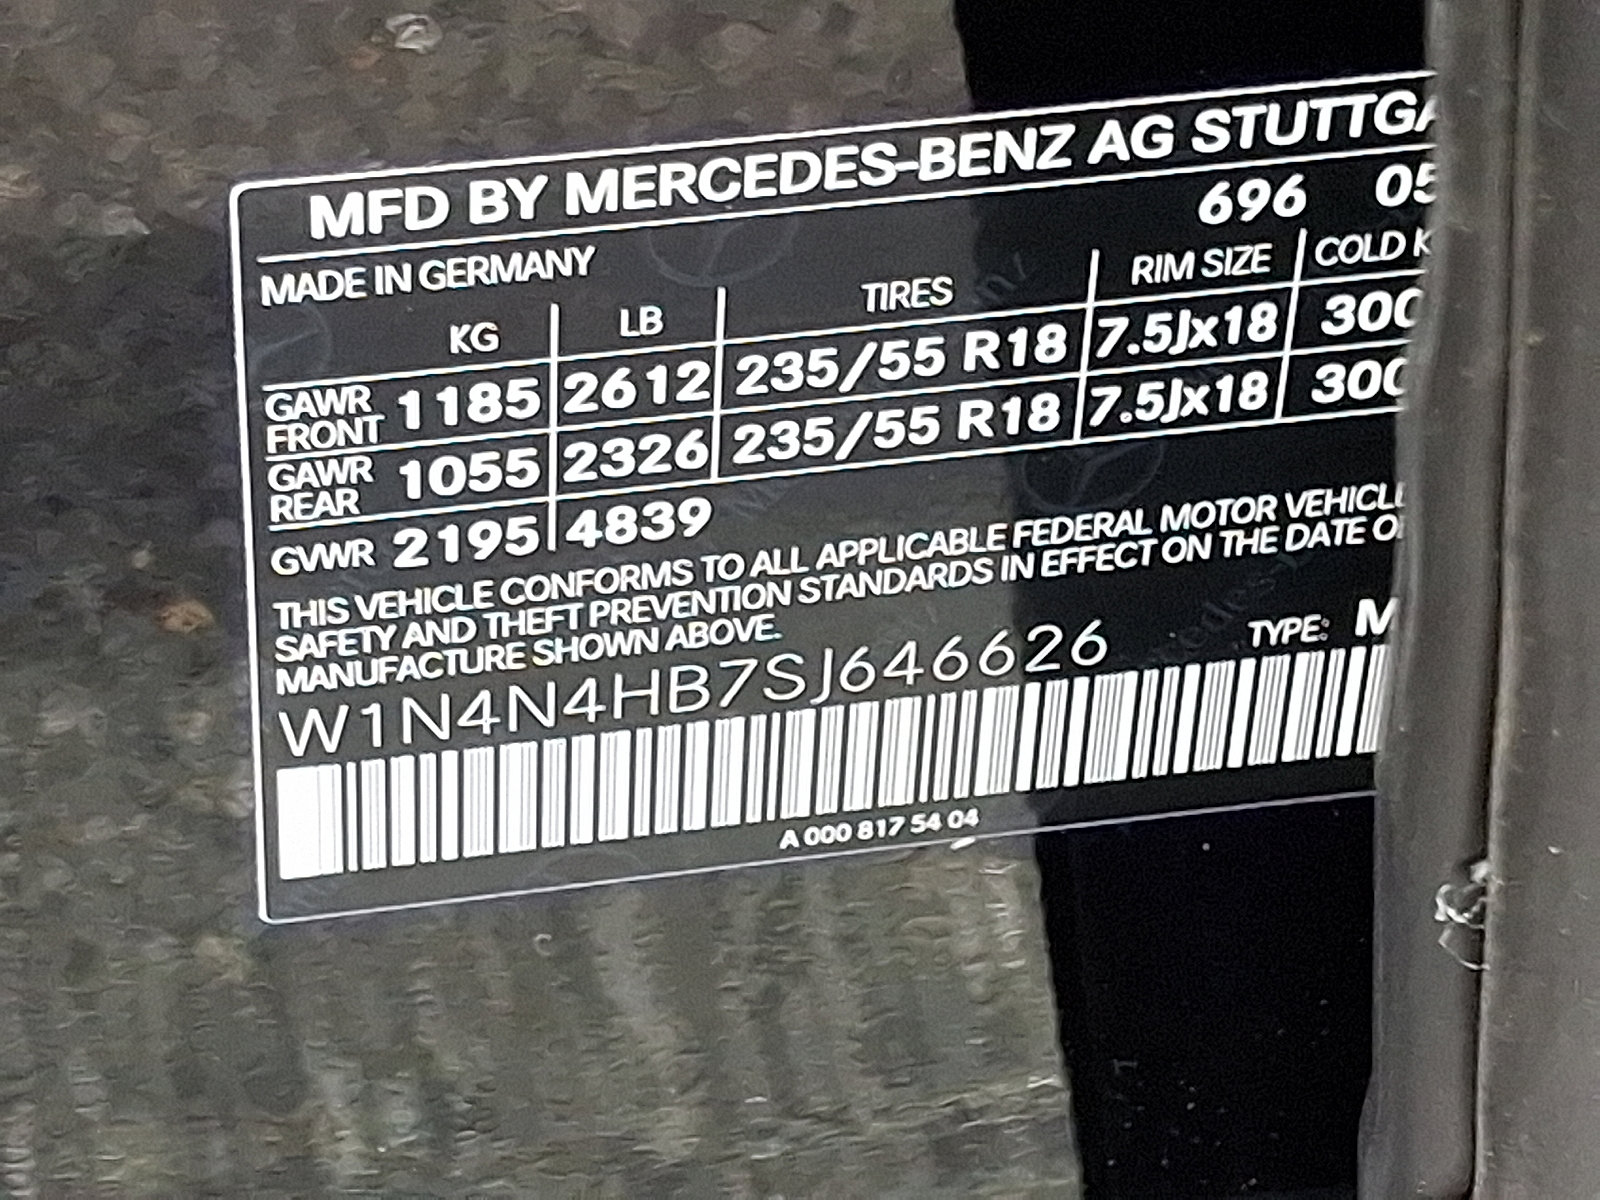 MFD BY MERCEDES-BENZ AG STUTTGA
696 05
MADE IN GERMANY
KG LB TIRES RIM SIZE COLD K
GAWR FRONT 1185 2612 235/55 R18 7.5Jx18 300
GAWR REAR 1055 2326 235/55 R18 7.5Jx18 300
GVWR 2195 4839
THIS VEHICLE CONFORMS TO ALL APPLICABLE FEDERAL MOTOR VEHICL
SAFETY AND THEFT PREVENTION STANDARDS IN EFFECT ON THE DATE O
MANUFACTURE SHOWN ABOVE.
W1N4N4HB7SJ646626 TYPE: M
A 000 817 54 04